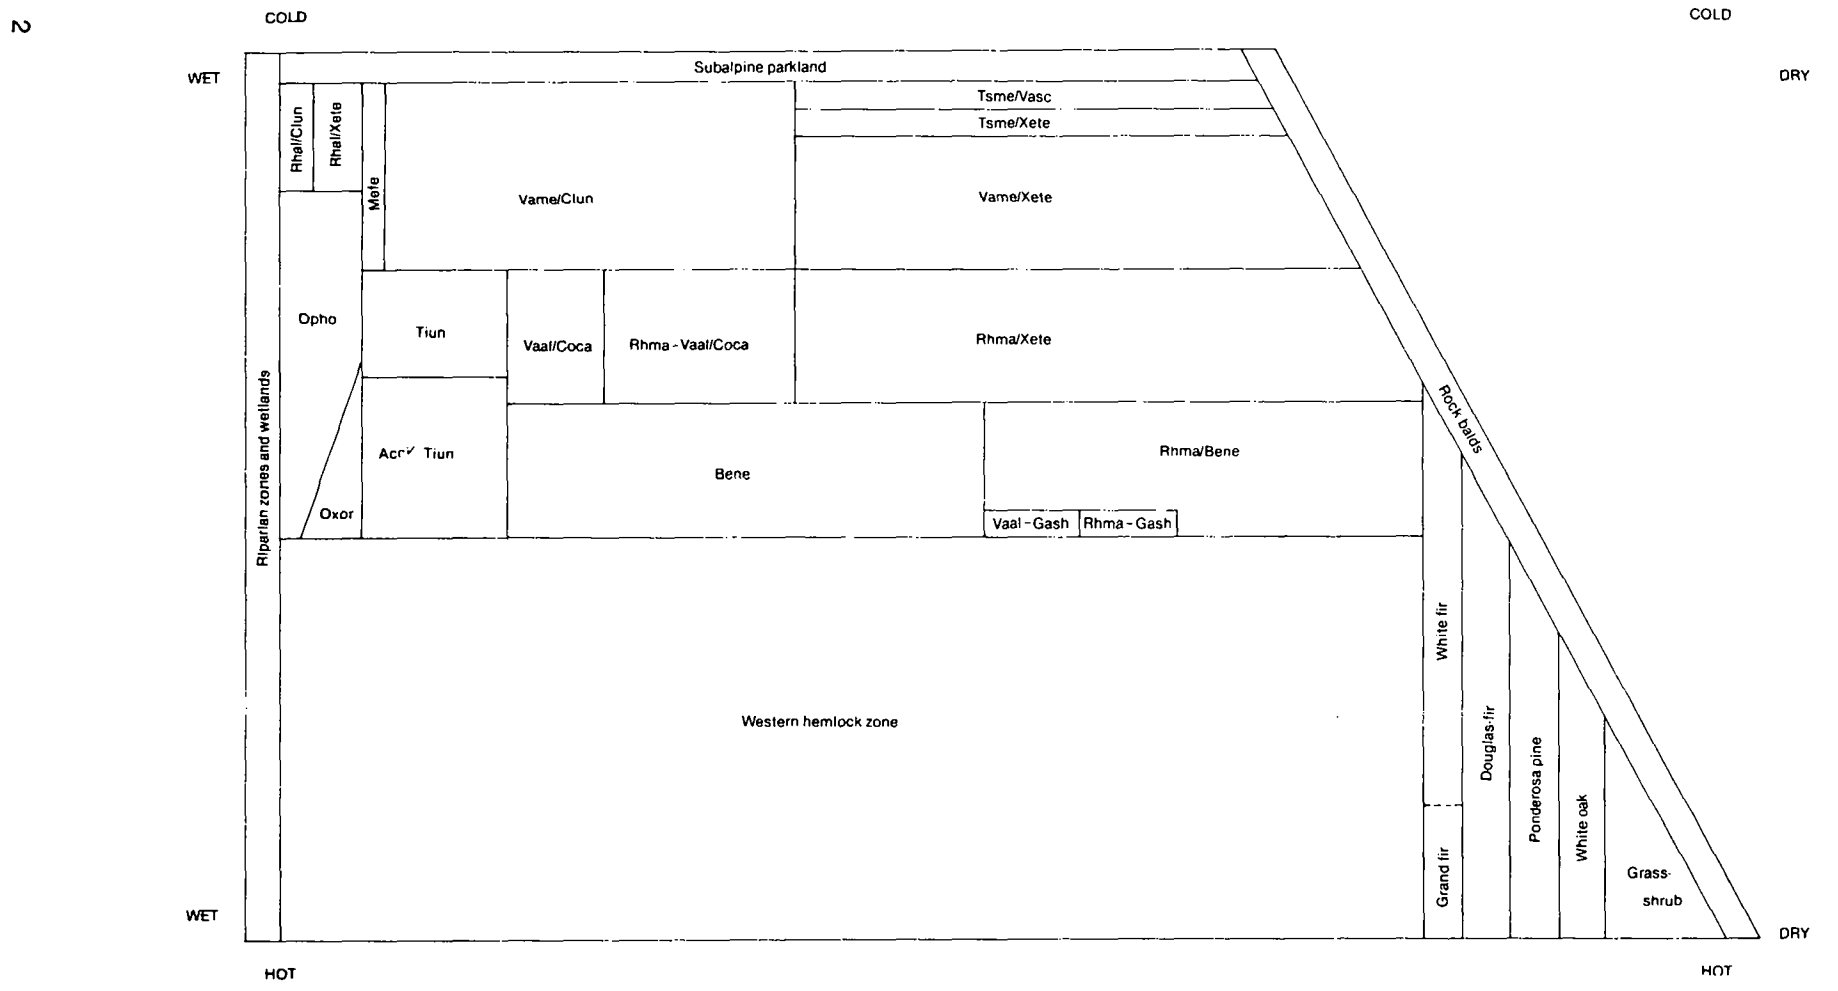 2
COLD
COLD
WET
DRY
Subalpine parkland
Tsme/Vasc
Tsme/Xete
Rhal/Clun
Rhal/Xete
Mefe
Vame/Clun
Vame/Xete
Opho
Tiun
Vaal/Coca
Rhma-Vaal/Coca
Rhma/Xete
Riparian zones and wetlands
Rock balds
Tiun
Bene
Rhma/Bene
Oxor
Vaal-Gash
Rhma-Gash
White fir
Western hemlock zone
Douglas-fir
Ponderosa pine
White oak
Grand fir
Grass-
shrub
WET
DRY
HOT
HOT